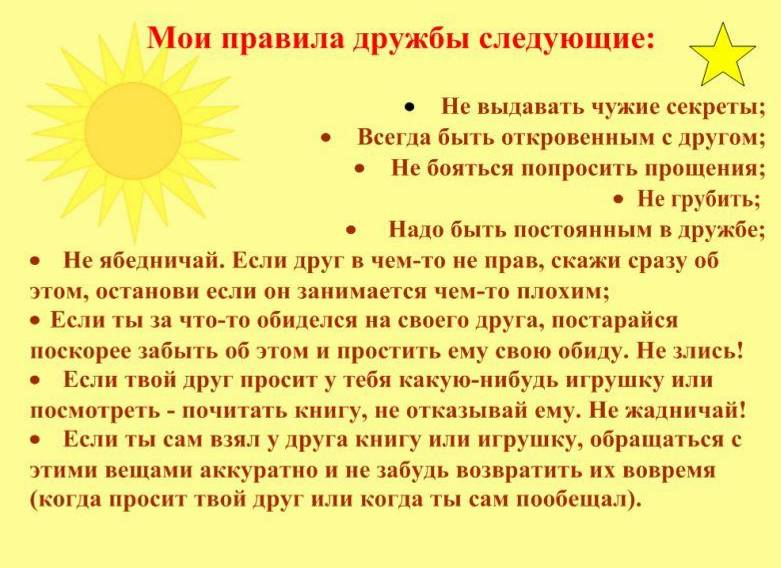 Мои правила дружбы следующие:
• Не выдавать чужие секреты;
• Всегда быть откровенным с другом;
• Не бояться попросить прощения;
• Не грубить;
• Надо быть постоянным в дружбе;
• Не ябедничай. Если друг в чем-то не прав, скажи сразу об
этом, останови если он занимается чем-то плохим;
• Если ты за что-то обиделся на своего друга, постарайся
поскорее забыть об этом и простить ему свою обиду. Не злись!
• Если твой друг просит у тебя какую-нибудь игрушку или
посмотреть - почитать книгу, не отказывай ему. Не жадничай!
• Если ты сам взял у друга книгу или игрушку, обращаться с
этими вещами аккуратно и не забудь возвратить их вовремя
(когда просит твой друг или когда ты сам пообещал).